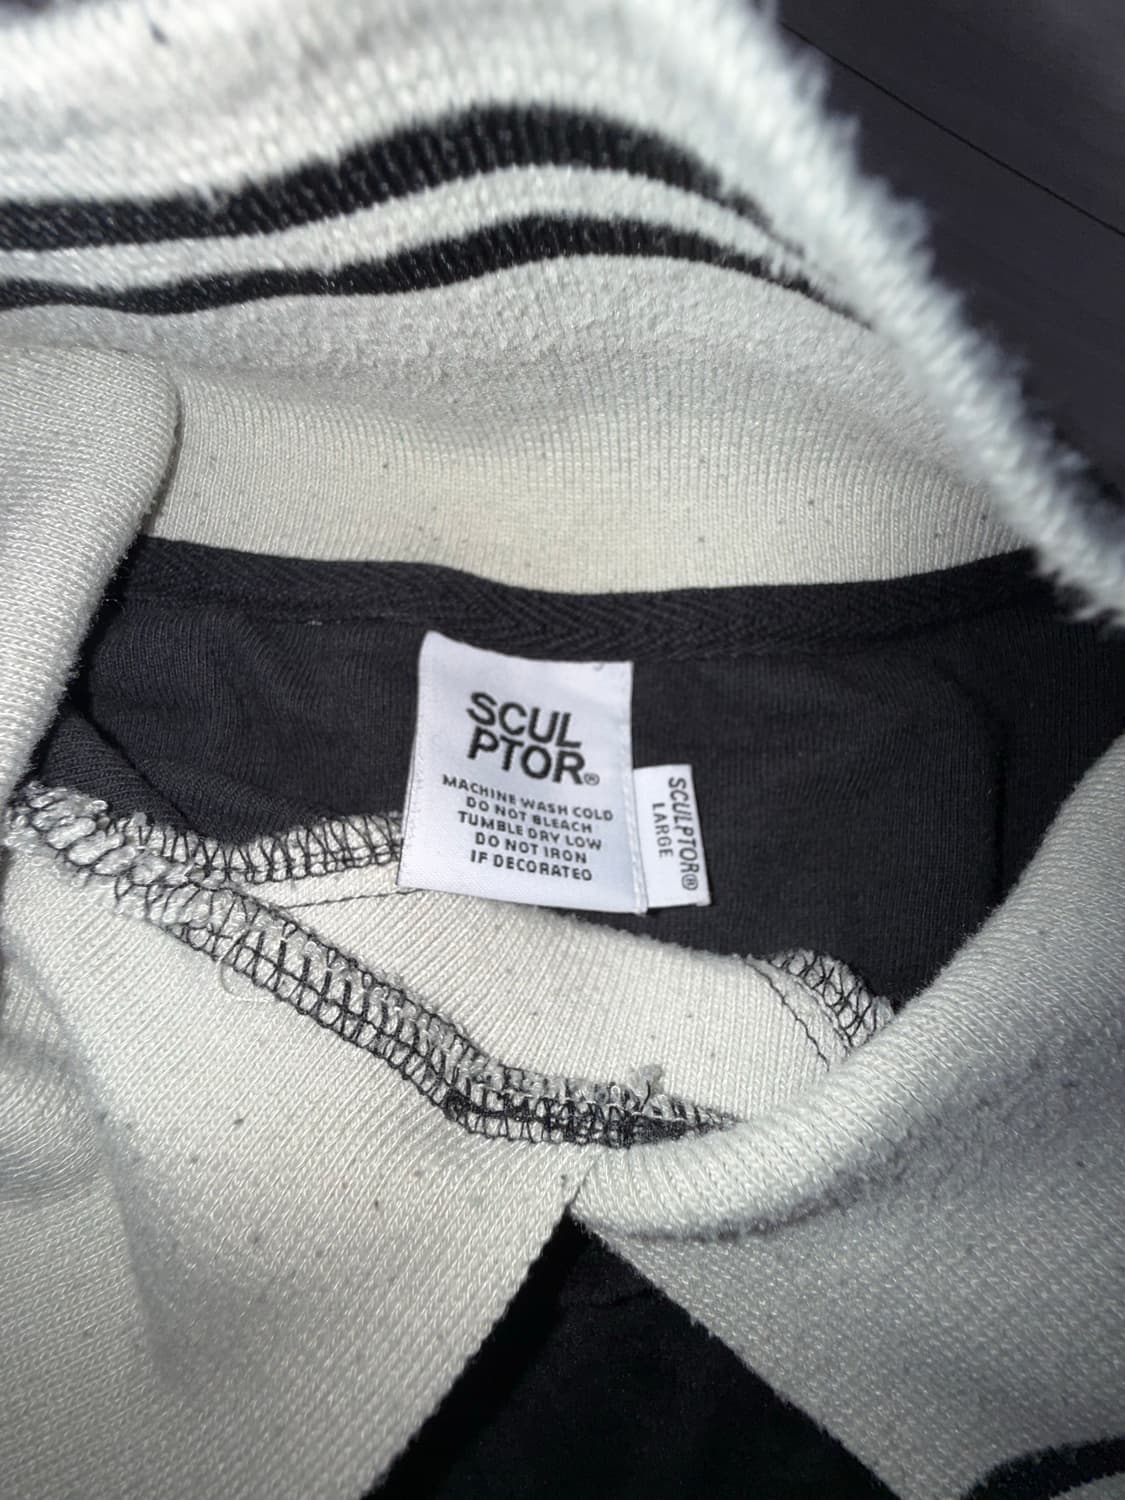 SCUL
PTOR®
MACHINE WASH COLD
DO NOT BLEACH
TUMBLE DRY LOW
DO NOT IRON
IF DECORATED
SCULPTOR®
LARGE